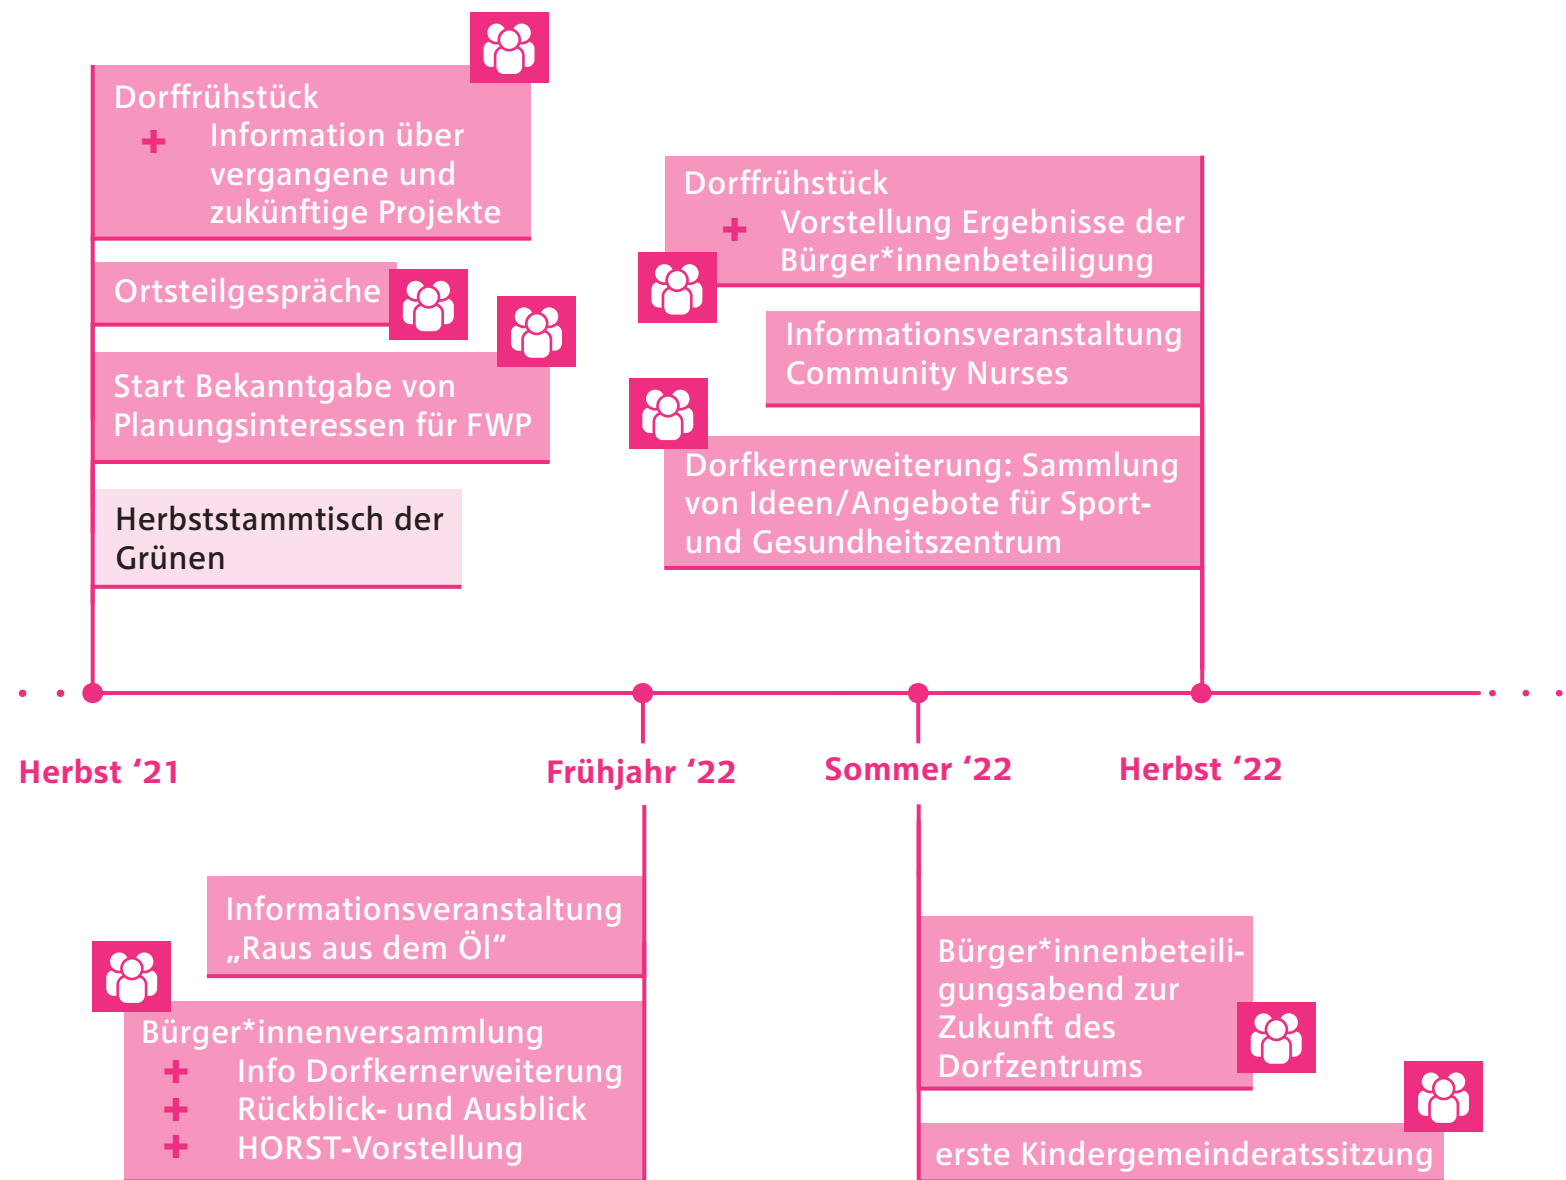 Dorffrühstück
+ Information über
vergangene und
zukünftige Projekte
Ortsteilgespräche
Start Bekanntgabe von
Planungsinteressen für FWP
Herbststammtisch der
Grünen
Dorffrühstück
+ Vorstellung Ergebnisse der
Bürger*innenbeteiligung
Informationsveranstaltung
Community Nurses
Dorfkernerweiterung: Sammlung
von Ideen/Angebote für Sport-
und Gesundheitszentrum
Herbst ‘21
Frühjahr ‘22
Sommer ‘22
Herbst ‘22
Informationsveranstaltung
„Raus aus dem Öl“
Bürger*innenversammlung
+ Info Dorfkernerweiterung
+ Rückblick- und Ausblick
+ HORST-Vorstellung
Bürger*innenbeteili-
gungsabend zur
Zukunft des
Dorfzentrums
erste Kindergemeinderatssitzung